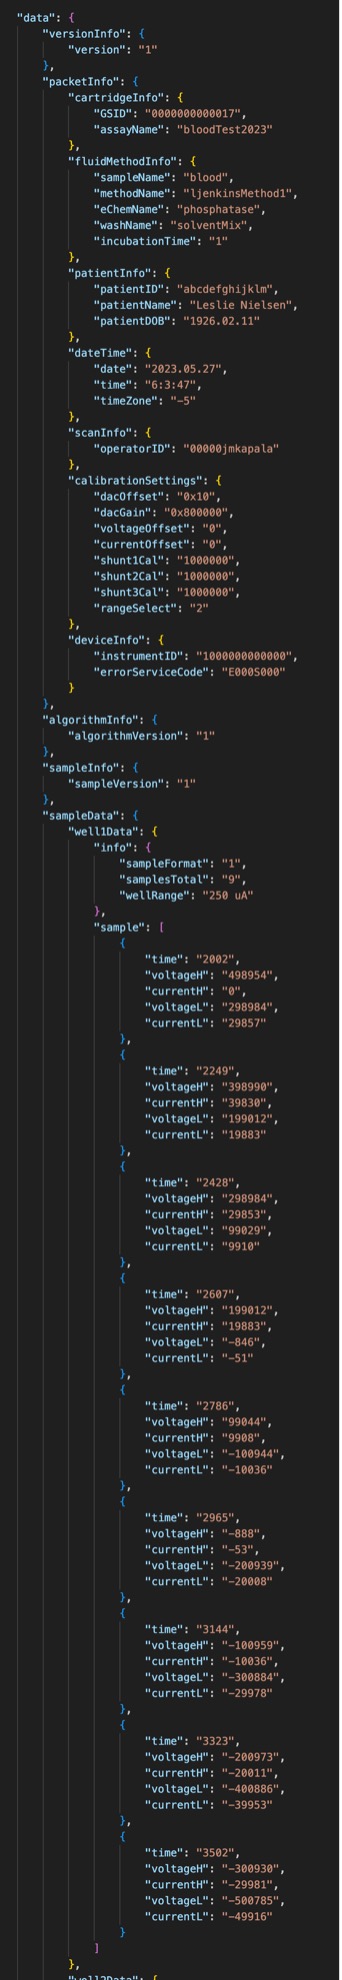 "data": {
"versionInfo": {
"version": "1"
},
"packetInfo": {
"cartridgeInfo": {
"GSID": "0000000000017",
"assayName": "bloodTest2023"
},
"fluidMethodInfo": {
"sampleName": "blood",
"methodName": "ljenkinsMethod1",
"eChemName": "phosphatase",
"washName": "solventMix",
"incubationTime": "1"
},
"patientInfo": {
"patientID": "abcdefghijklm",
"patientName": "Leslie Nielsen",
"patientDOB": "1926.02.11"
},
"dateTime": {
"date": "2023.05.27",
"time": "6:3:47",
"timeZone": "-5"
},
"scanInfo": {
"operatorID": "00000jmkapala"
},
"calibrationSettings": {
"dacOffset": "0x10",
"dacGain": "0x800000",
"voltageOffset": "0",
"currentOffset": "0",
"shunt1Cal": "1000000",
"shunt2Cal": "1000000",
"shunt3Cal": "1000000",
"rangeSelect": "2"
},
"deviceInfo": {
"instrumentID": "1000000000000",
"errorServiceCode": "E000S000"
}
},
"algorithmInfo": {
"algorithmVersion": "1"
},
"sampleInfo": {
"sampleVersion": "1"
},
"sampleData": {
"well1Data": {
"info": {
"sampleFormat": "1",
"samplesTotal": "9",
"wellRange": "250 uA"
},
"sample": [
{
"time": "2002",
"voltageH": "498954",
"currentH": "0",
"voltageL": "298984",
"currentL": "29857"
},
{
"time": "2249",
"voltageH": "398990",
"currentH": "39830",
"voltageL": "199012",
"currentL": "19883"
},
{
"time": "2428",
"voltageH": "298984",
"currentH": "29853",
"voltageL": "99029",
"currentL": "9910"
},
{
"time": "2607",
"voltageH": "199012",
"currentH": "19883",
"voltageL": "-846",
"currentL": "-51"
},
{
"time": "2786",
"voltageH": "99044",
"currentH": "9908",
"voltageL": "-100944",
"currentL": "-10036"
},
{
"time": "2965",
"voltageH": "-888",
"currentH": "-53",
"voltageL": "-200939",
"currentL": "-20008"
},
{
"time": "3144",
"voltageH": "-100959",
"currentH": "-10036",
"voltageL": "-300884",
"currentL": "-29978"
},
{
"time": "3323",
"voltageH": "-200973",
"currentH": "-20011",
"voltageL": "-400886",
"currentL": "-39953"
},
{
"time": "3502",
"voltageH": "-300930",
"currentH": "-29981",
"voltageL": "-500785",
"currentL": "-49916"
}
]
},
"well2Data": {